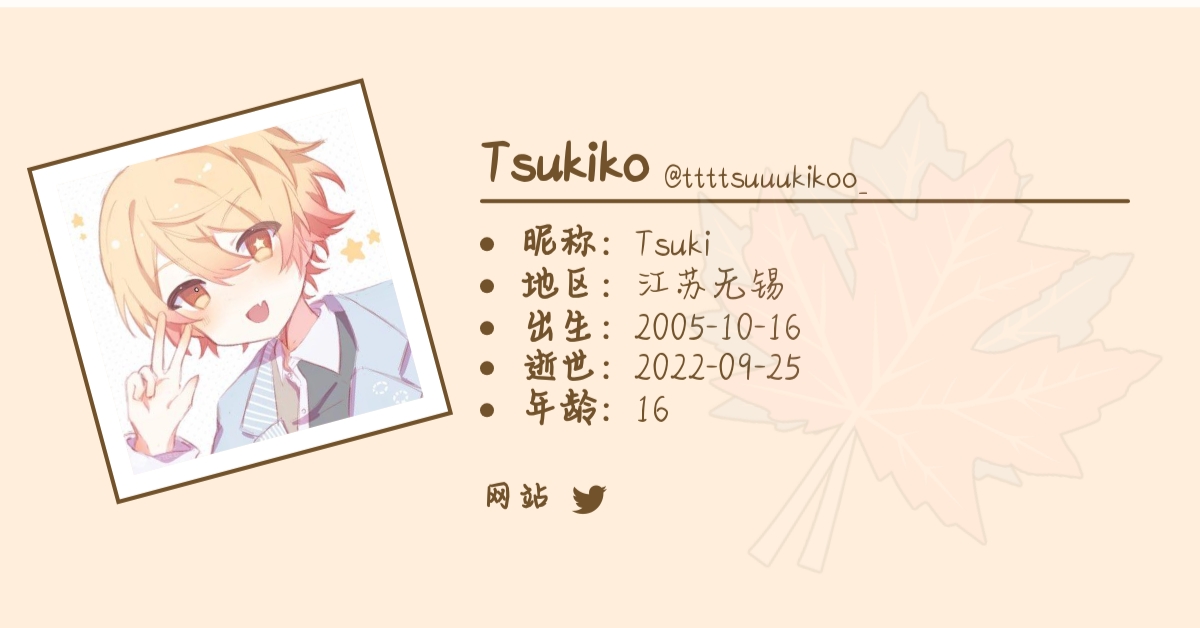 Tsukiko @ttttsuuukikoo_
昵称：Tsuki
地区：江苏无锡
出生：2005-10-16
逝世：2022-09-25
年龄：16
网站